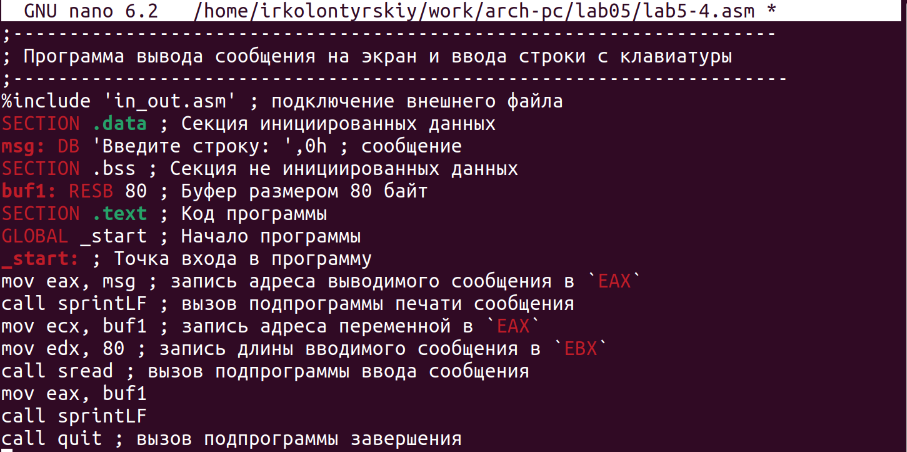 GNU nano 6.2 /home/irkolontyrskiy/work/arch-pc/lab05/lab5-4.asm *
;--------------------------------------------------------------------
; Программа вывода сообщения на экран и ввода строки с клавиатуры
;---------------------------------------------------------------------
%include 'in_out.asm' ; подключение внешнего файла
SECTION .data ; Секция инициированных данных
msg: DB 'Введите строку: ',0h ; сообщение
SECTION .bss ; Секция не инициированных данных
buf1: RESB 80 ; Буфер размером 80 байт
SECTION .text ; Код программы
GLOBAL _start ; Начало программы
_start: ; Точка входа в программу
mov eax, msg ; запись адреса выводимого сообщения в `EAX`
call sprintLF ; вызов подпрограммы печати сообщения
mov ecx, buf1 ; запись адреса переменной в `EAX`
mov edx, 80 ; запись длины вводимого сообщения в `EBX`
call sread ; вызов подпрограммы ввода сообщения
mov eax, buf1
call sprintLF
call quit ; вызов подпрограммы завершения